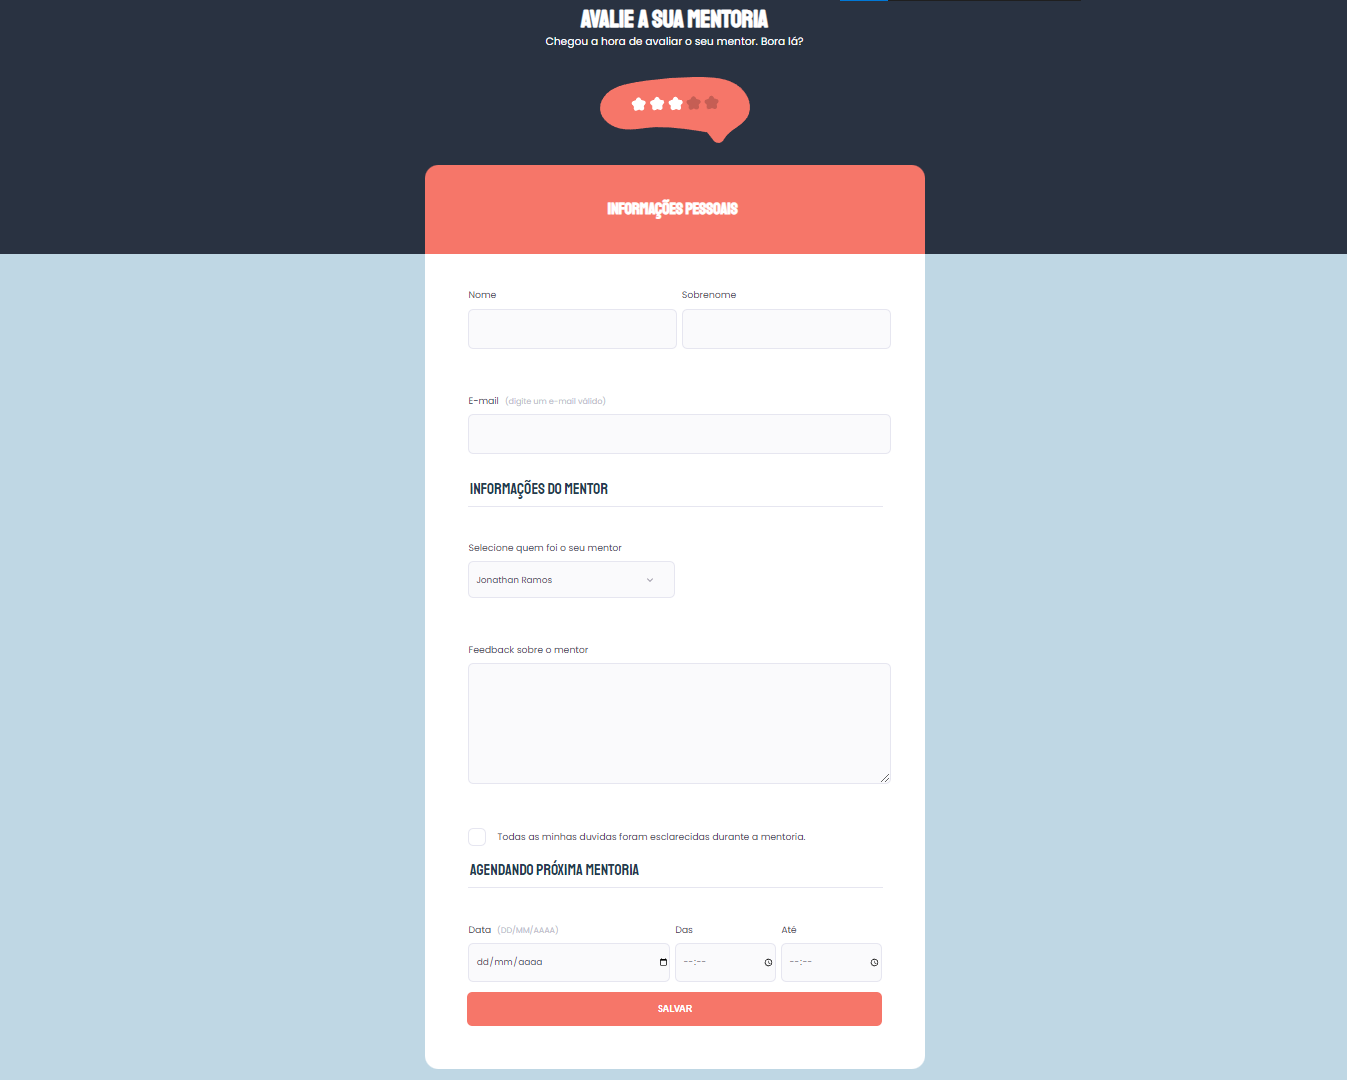 AVALIE A SUA MENTORIA
Chegou a hora de avaliar o seu mentor. Bora lá?
INFORMAÇÕES PESSOAIS
Nome Sobrenome
E-mail (digite um e-mail válido)
INFORMAÇÕES DO MENTOR
Selecione quem foi o seu mentor
Jonathan Ramos
Feedback sobre o mentor
Todas as minhas duvidas foram esclarecidas durante a mentoria.
AGENDANDO PRÓXIMA MENTORIA
Data (DD/MM/AAAA) Das Até
dd/mm/aaaa --:-- --:--
SALVAR